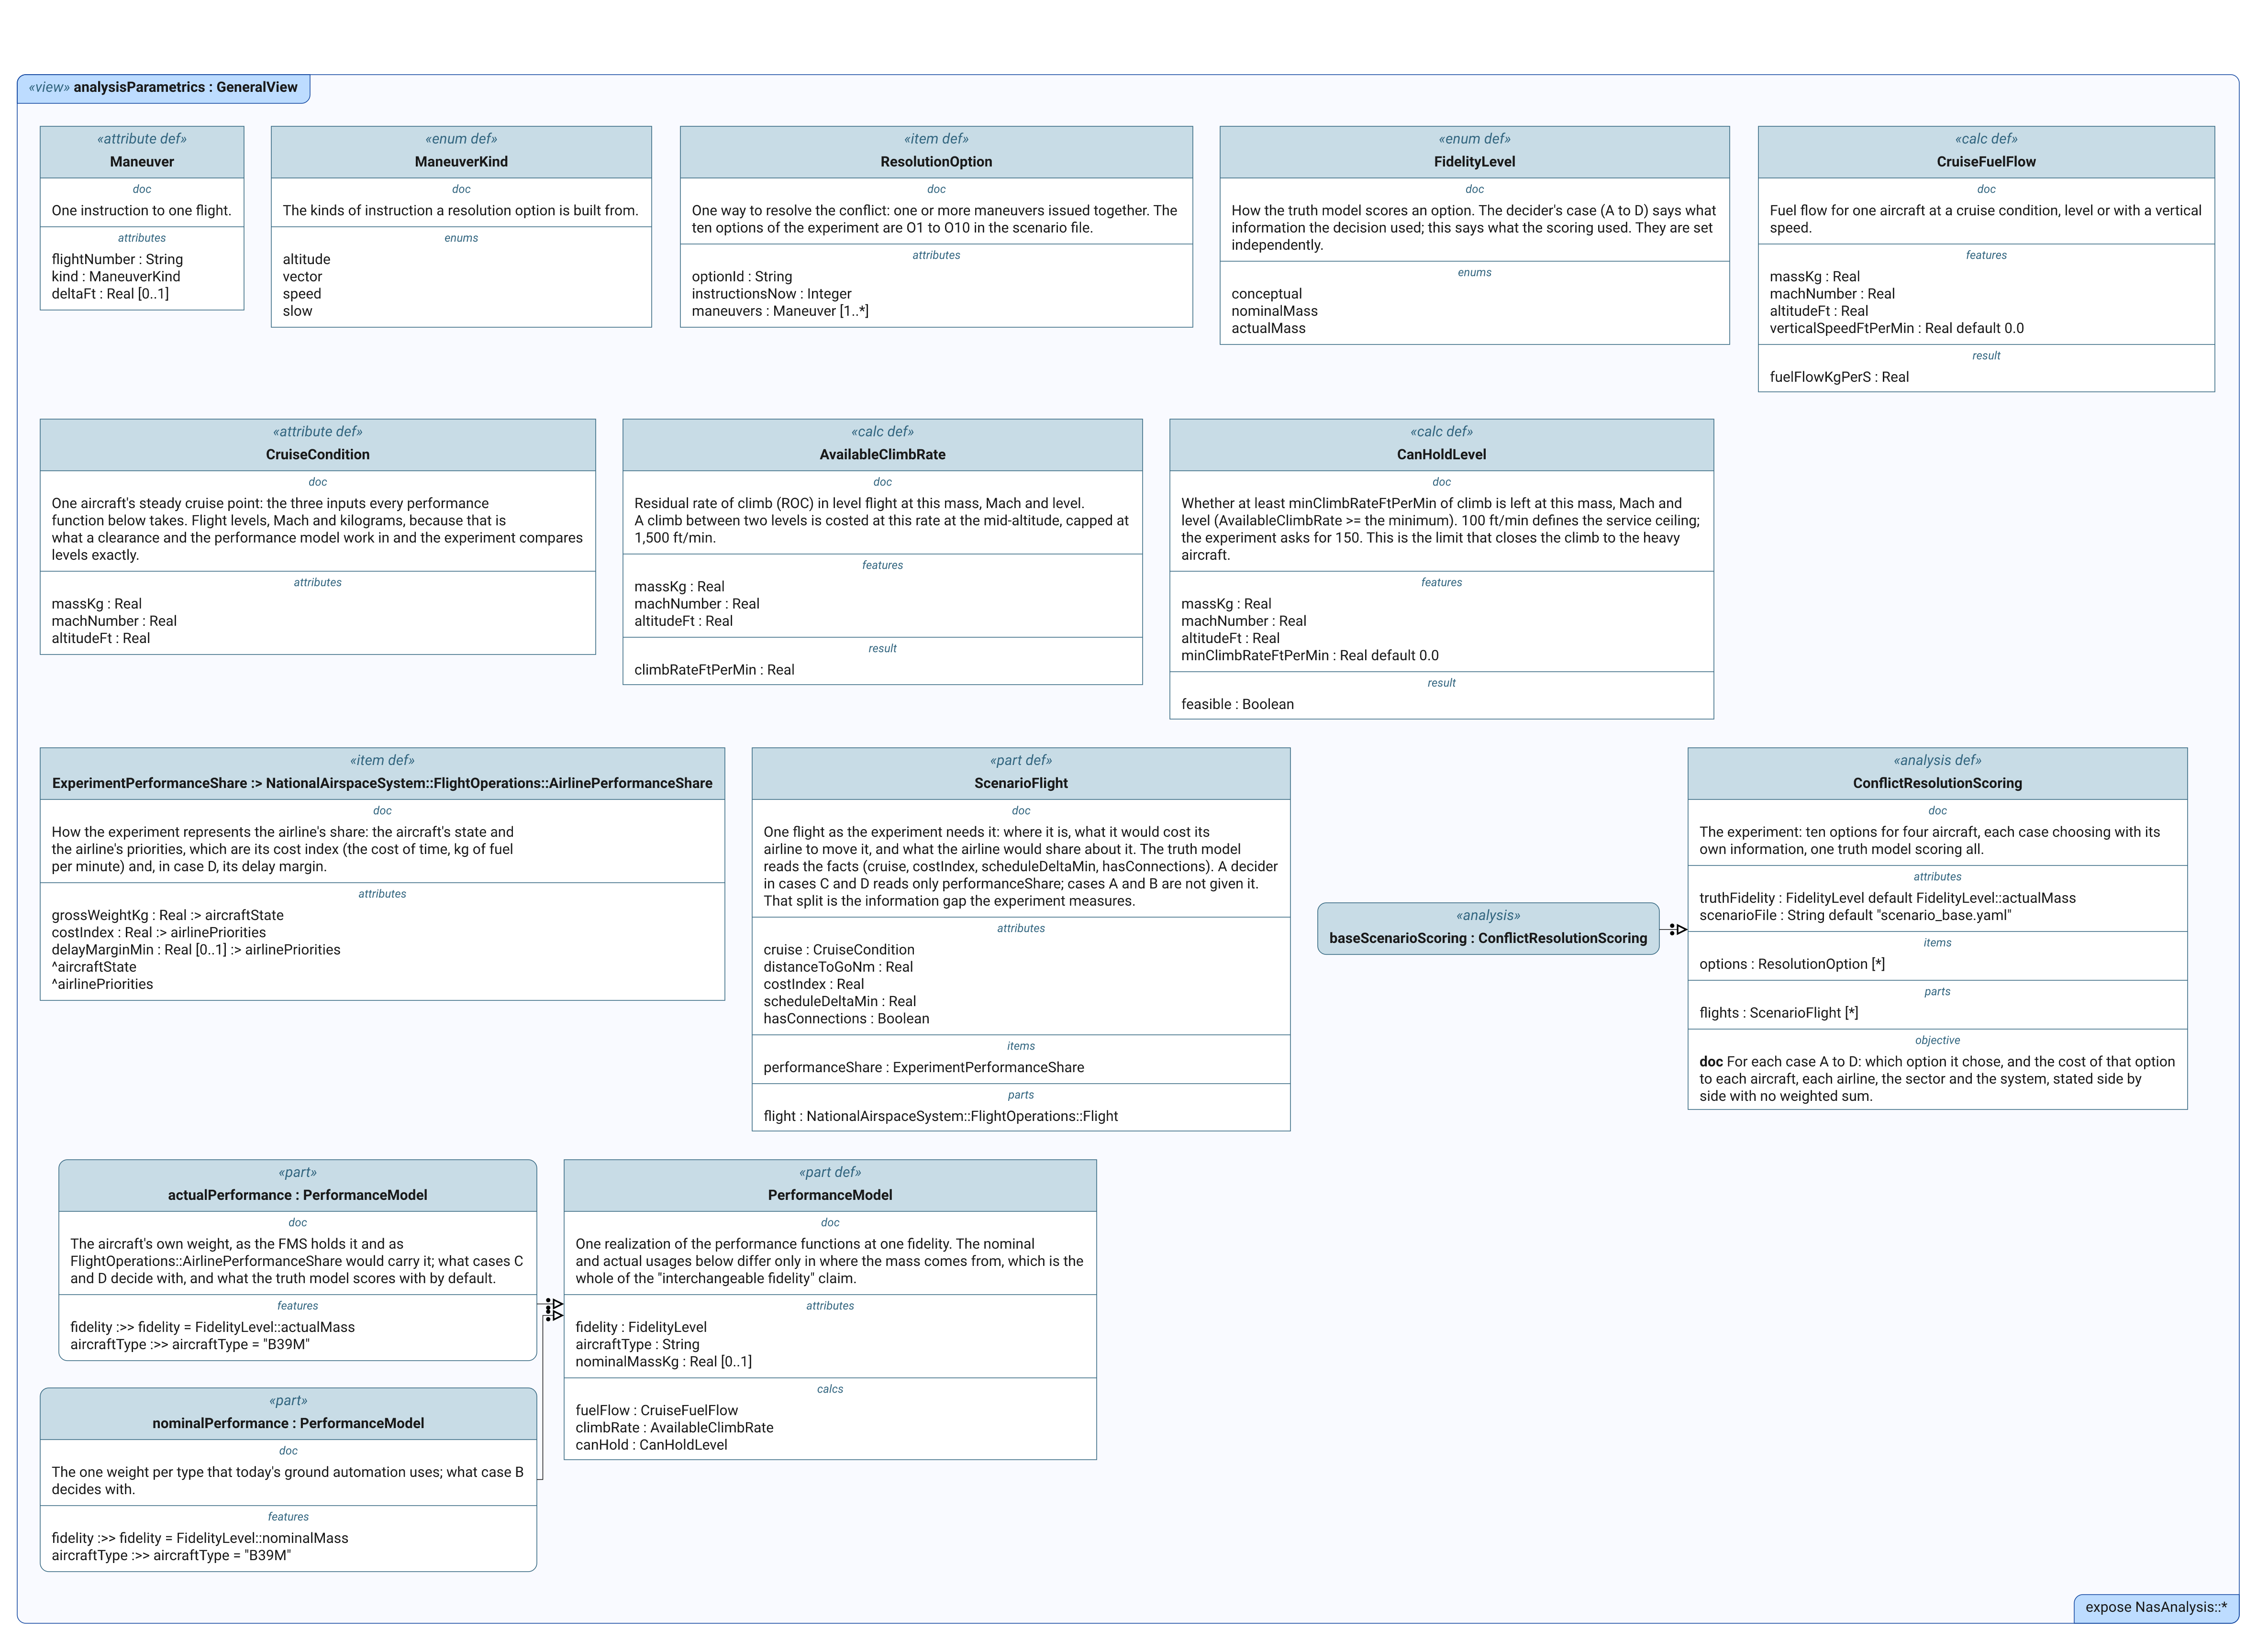 «view» analysisParametrics : GeneralView
«attribute def»
Maneuver
doc
One instruction to one flight.
attributes
flightNumber : String
kind : ManeuverKind
deltaFt : Real [0..1]
«enum def»
ManeuverKind
doc
The kinds of instruction a resolution option is built from.
enums
altitude
vector
speed
slow
«item def»
ResolutionOption
doc
One way to resolve the conflict: one or more maneuvers issued together. The
ten options of the experiment are O1 to O10 in the scenario file.
attributes
optionId : String
instructionsNow : Integer
maneuvers : Maneuver [1..*]
«enum def»
FidelityLevel
doc
How the truth model scores an option. The decider's case (A to D) says what
information the decision used; this says what the scoring used. They are set
independently.
enums
conceptual
nominalMass
actualMass
«calc def»
CruiseFuelFlow
doc
Fuel flow for one aircraft at a cruise condition, level or with a vertical
speed.
features
massKg : Real
machNumber : Real
altitudeFt : Real
verticalSpeedFtPerMin : Real default 0.0
result
fuelFlowKgPerS : Real
«attribute def»
CruiseCondition
doc
One aircraft's steady cruise point: the three inputs every performance
function below takes. Flight levels, Mach and kilograms, because that is
what a clearance and the performance model work in and the experiment compares
levels exactly.
attributes
massKg : Real
machNumber : Real
altitudeFt : Real
«calc def»
AvailableClimbRate
doc
Residual rate of climb (ROC) in level flight at this mass, Mach and level.
A climb between two levels is costed at this rate at the mid-altitude, capped at
1,500 ft/min.
features
massKg : Real
machNumber : Real
altitudeFt : Real
result
climbRateFtPerMin : Real
«calc def»
CanHoldLevel
doc
Whether at least minClimbRateFtPerMin of climb is left at this mass, Mach and
level (AvailableClimbRate >= the minimum). 100 ft/min defines the service ceiling;
the experiment asks for 150. This is the limit that closes the climb to the heavy
aircraft.
features
massKg : Real
machNumber : Real
altitudeFt : Real
minClimbRateFtPerMin : Real default 0.0
result
feasible : Boolean
«item def»
ExperimentPerformanceShare :> NationalAirspaceSystem::FlightOperations::AirlinePerformanceShare
doc
How the experiment represents the airline's share: the aircraft's state and
the airline's priorities, which are its cost index (the cost of time, kg of fuel
per minute) and, in case D, its delay margin.
attributes
grossWeightKg : Real :> aircraftState
costIndex : Real :> airlinePriorities
delayMarginMin : Real [0..1] :> airlinePriorities
^aircraftState
^airlinePriorities
«part def»
ScenarioFlight
doc
One flight as the experiment needs it: where it is, what it would cost its
airline to move it, and what the airline would share about it. The truth model
reads the facts (cruise, costIndex, scheduleDeltaMin, hasConnections). A decider
in cases C and D reads only performanceShare; cases A and B are not given it.
That split is the information gap the experiment measures.
attributes
cruise : CruiseCondition
distanceToGoNm : Real
costIndex : Real
scheduleDeltaMin : Real
hasConnections : Boolean
items
performanceShare : ExperimentPerformanceShare
parts
flight : NationalAirspaceSystem::FlightOperations::Flight
«analysis»
baseScenarioScoring : ConflictResolutionScoring
«analysis def»
ConflictResolutionScoring
doc
The experiment: ten options for four aircraft, each case choosing with its
own information, one truth model scoring all.
attributes
truthFidelity : FidelityLevel default FidelityLevel::actualMass
scenarioFile : String default "scenario_base.yaml"
items
options : ResolutionOption [*]
parts
flights : ScenarioFlight [*]
objective
doc For each case A to D: which option it chose, and the cost of that option
to each aircraft, each airline, the sector and the system, stated side by
side with no weighted sum.
«part»
actualPerformance : PerformanceModel
doc
The aircraft's own weight, as the FMS holds it and as
FlightOperations::AirlinePerformanceShare would carry it; what cases C
and D decide with, and what the truth model scores with by default.
features
fidelity :>> fidelity = FidelityLevel::actualMass
aircraftType :>> aircraftType = "B39M"
«part def»
PerformanceModel
doc
One realization of the performance functions at one fidelity. The nominal
and actual usages below differ only in where the mass comes from, which is the
whole of the "interchangeable fidelity" claim.
attributes
fidelity : FidelityLevel
aircraftType : String
nominalMassKg : Real [0..1]
calcs
fuelFlow : CruiseFuelFlow
climbRate : AvailableClimbRate
canHold : CanHoldLevel
«part»
nominalPerformance : PerformanceModel
doc
The one weight per type that today's ground automation uses; what case B
decides with.
features
fidelity :>> fidelity = FidelityLevel::nominalMass
aircraftType :>> aircraftType = "B39M"
expose NasAnalysis::*